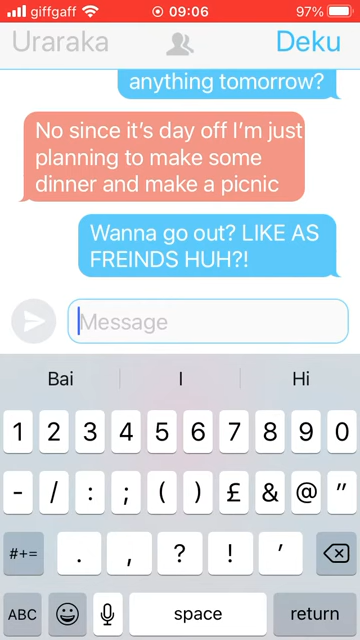 giffgaff 09:06 97%
Uraraka Deku
anything tomorrow?
No since it's day off I'm just
planning to make some
dinner and make a picnic
Wanna go out? LIKE AS
FREINDS HUH?!
Message
Bai I Hi
1 2 3 4 5 6 7 8 9 0
- / : ; ( ) £ & @ "
#+= . , ? ! '
ABC space return